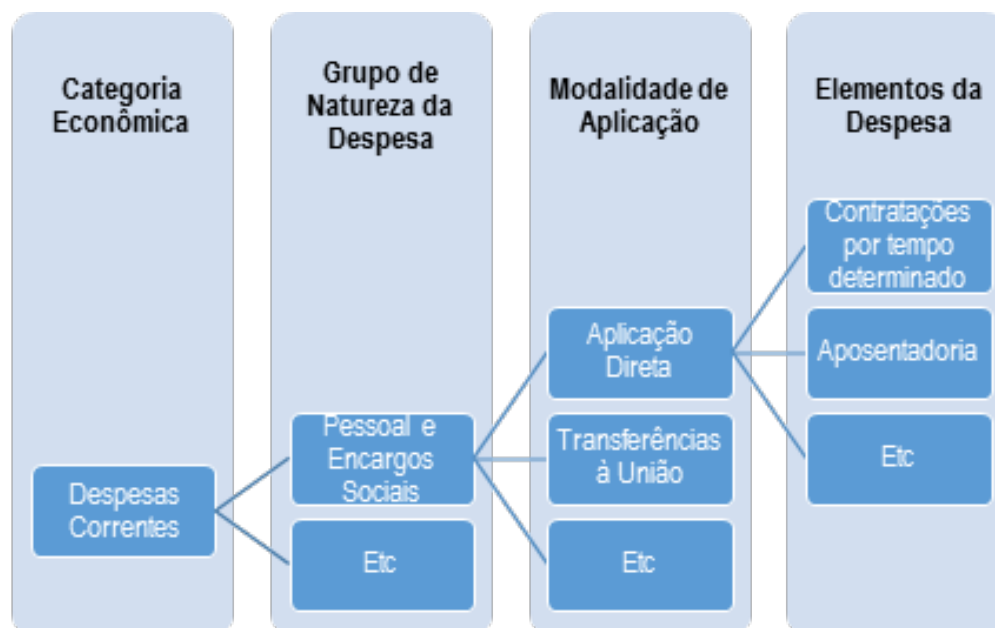 Categoria
Econômica
Grupo de
Natureza da
Despesa
Modalidade de
Aplicação
Elementos da
Despesa
Despesas
Correntes
Pessoal e
Encargos
Sociais
Etc
Aplicação
Direta
Transferências
à União
Etc
Contratações
por tempo
determinado
Aposentadoria
Etc